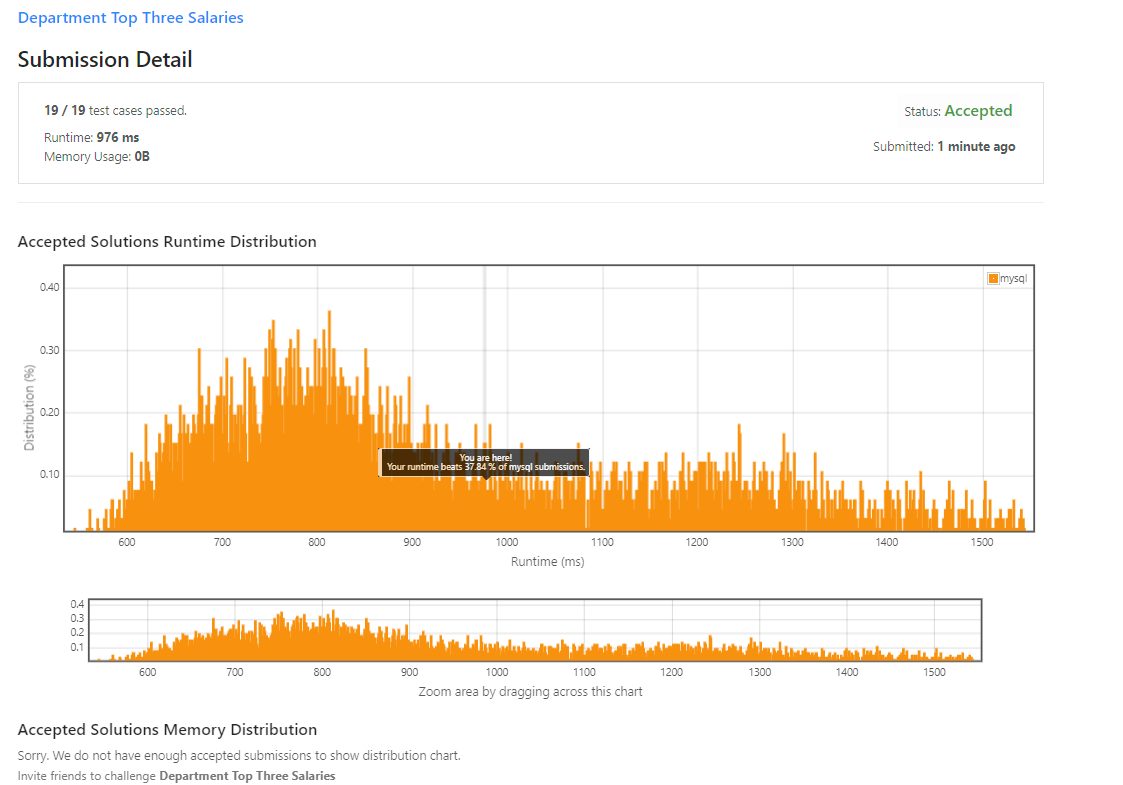 Department Top Three Salaries
Submission Detail
19 / 19 test cases passed.
Status: Accepted
Runtime: 976 ms
Submitted: 1 minute ago
Memory Usage: 0B
Accepted Solutions Runtime Distribution
mysql
0.40
0.30
0.20
0.10
Distribution (%)
You are here!
Your runtime beats 37.84 % of mysql submissions.
600 700 800 900 1000 1100 1200 1300 1400 1500
Runtime (ms)
0.4
0.3
0.2
0.1
600 700 800 900 1000 1100 1200 1300 1400 1500
Zoom area by dragging across this chart
Accepted Solutions Memory Distribution
Sorry. We do not have enough accepted submissions to show distribution chart.
Invite friends to challenge Department Top Three Salaries